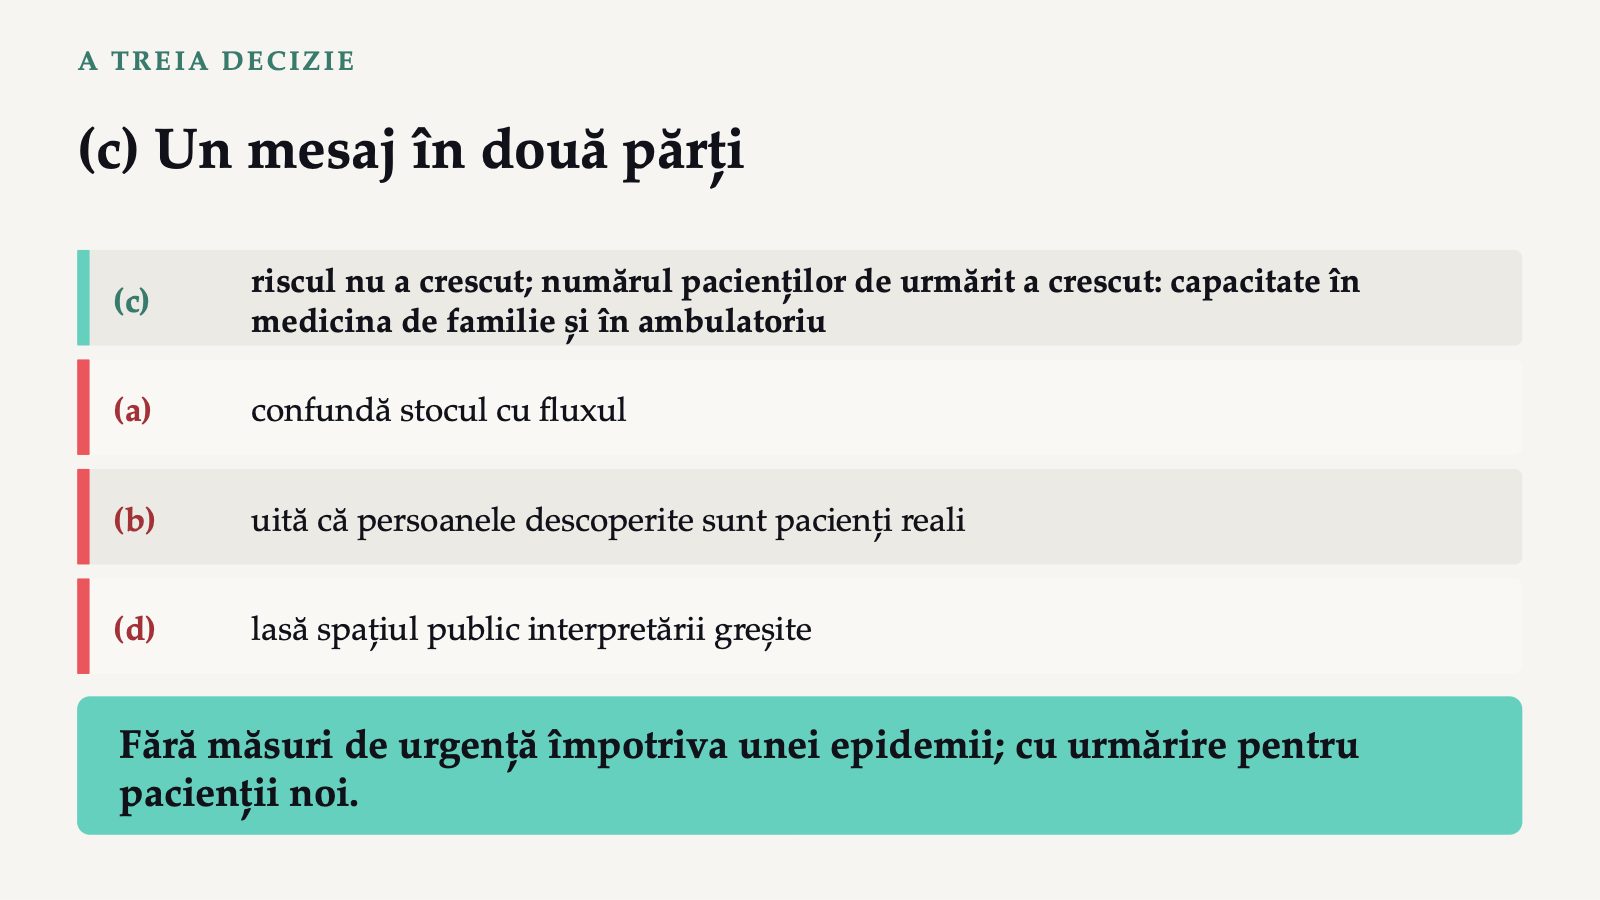 A TREIA DECIZIE
(c) Un mesaj în două părți
(c)
riscul nu a crescut; numărul pacienților de urmărit a crescut: capacitate în
medicina de familie și în ambulatoriu
(a)
confundă stocul cu fluxul
(b)
uită că persoanele descoperite sunt pacienți reali
(d)
lasă spațiul public interpretării greșite
Fără măsuri de urgență împotriva unei epidemii; cu urmărire pentru
pacienții noi.